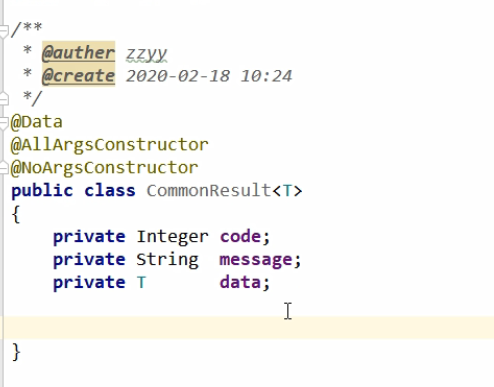 /**
 * @auther zzyy
 * @create 2020-02-18 10:24
 */
@Data
@AllArgsConstructor
@NoArgsConstructor
public class CommonResult<T>
{
    private Integer code;
    private String  message;
    private T       data;
}